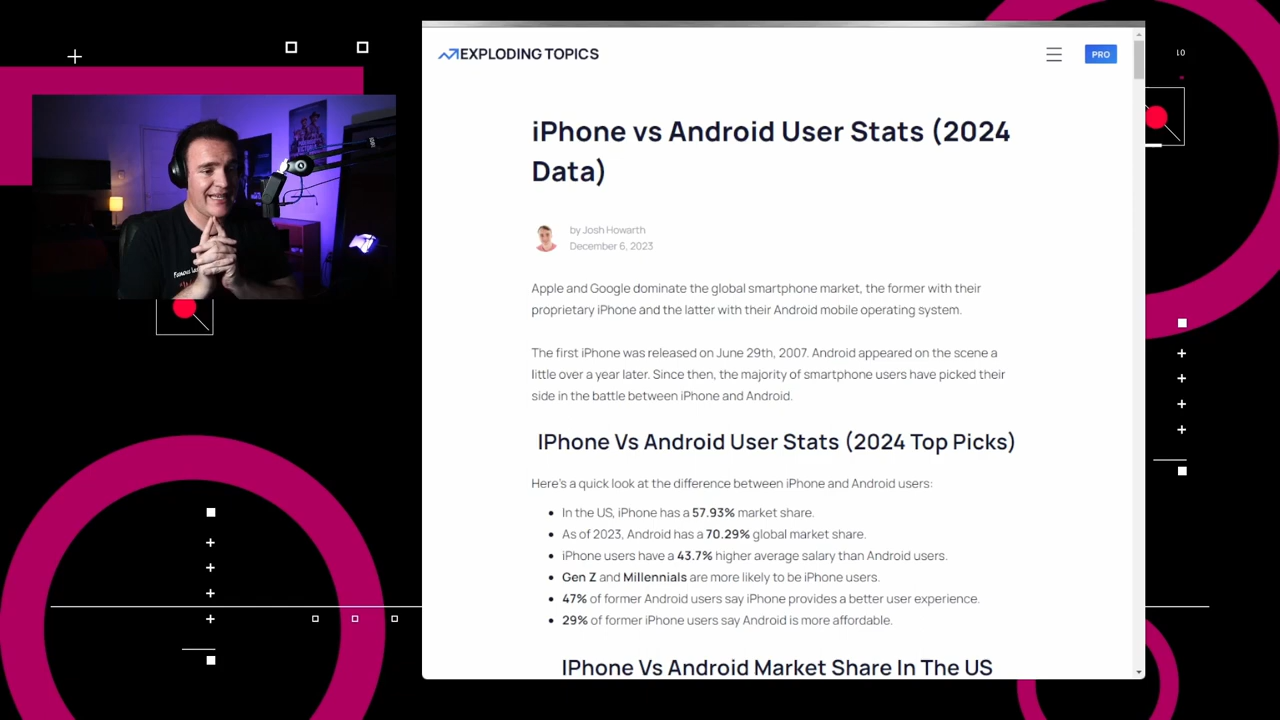 EXPLODING TOPICS
PRO
iPhone vs Android User Stats (2024
Data)
by Josh Howarth
December 6, 2023
Apple and Google dominate the global smartphone market, the former with their
proprietary iPhone and the latter with their Android mobile operating system.
The first iPhone was released on June 29th, 2007. Android appeared on the scene a
little over a year later. Since then, the majority of smartphone users have picked their
side in the battle between iPhone and Android.
IPhone Vs Android User Stats (2024 Top Picks)
Here's a quick look at the difference between iPhone and Android users:
In the US, iPhone has a 57.93% market share.
As of 2023, Android has a 70.29% global market share.
iPhone users have a 43.7% higher average salary than Android users.
Gen Z and Millennials are more likely to be iPhone users.
47% of former Android users say iPhone provides a better user experience.
29% of former iPhone users say Android is more affordable.
IPhone Vs Android Market Share In The US